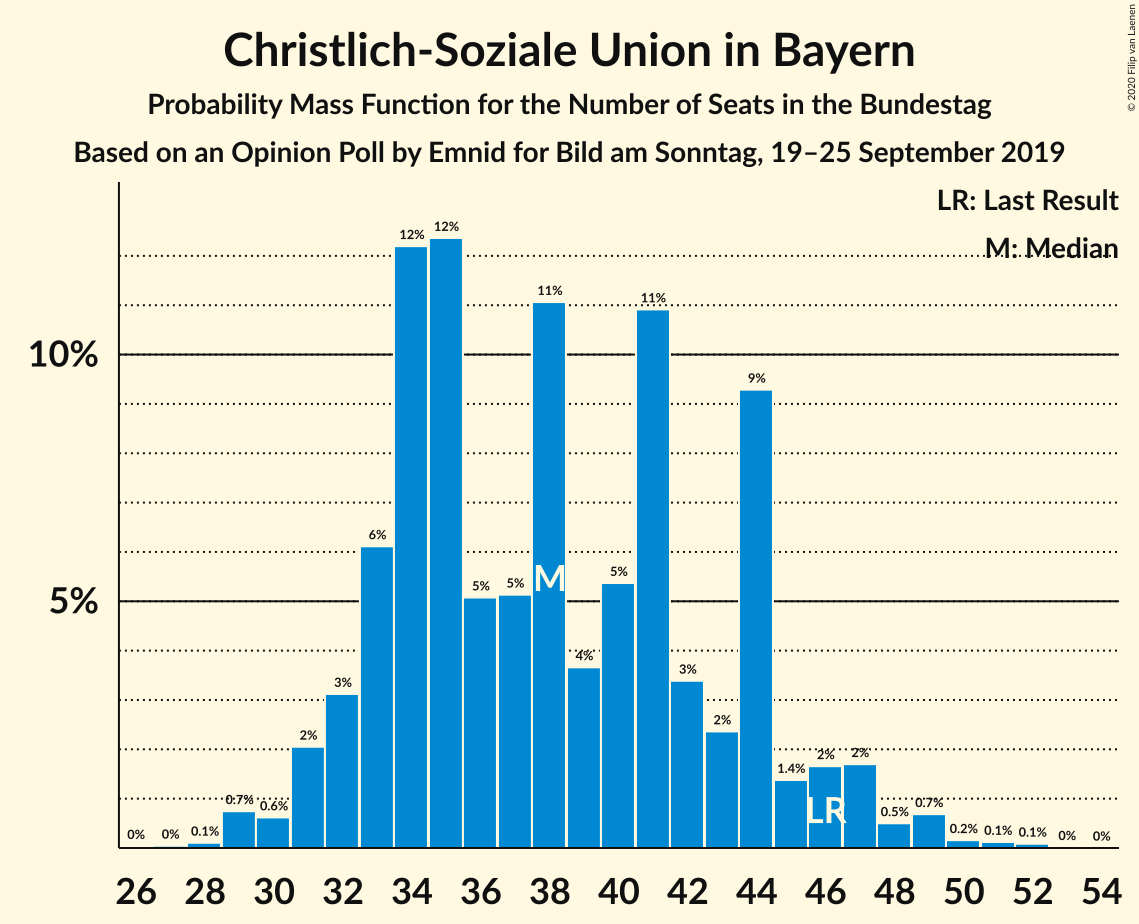 Christlich-Soziale Union in Bayern
Probability Mass Function for the Number of Seats in the Bundestag
Based on an Opinion Poll by Emnid for Bild am Sonntag, 19–25 September 2019
© 2020 Filip van Laenen
LR: Last Result
M: Median
10%
5%
0% 0% 0.1% 0.7% 0.6% 2% 3% 6% 12% 12% 5% 5% 11% 4% 5% 11% 3% 2% 9% 1.4% 2% 2% 0.5% 0.7% 0.2% 0.1% 0.1% 0% 0%
M
LR
26 28 30 32 34 36 38 40 42 44 46 48 50 52 54